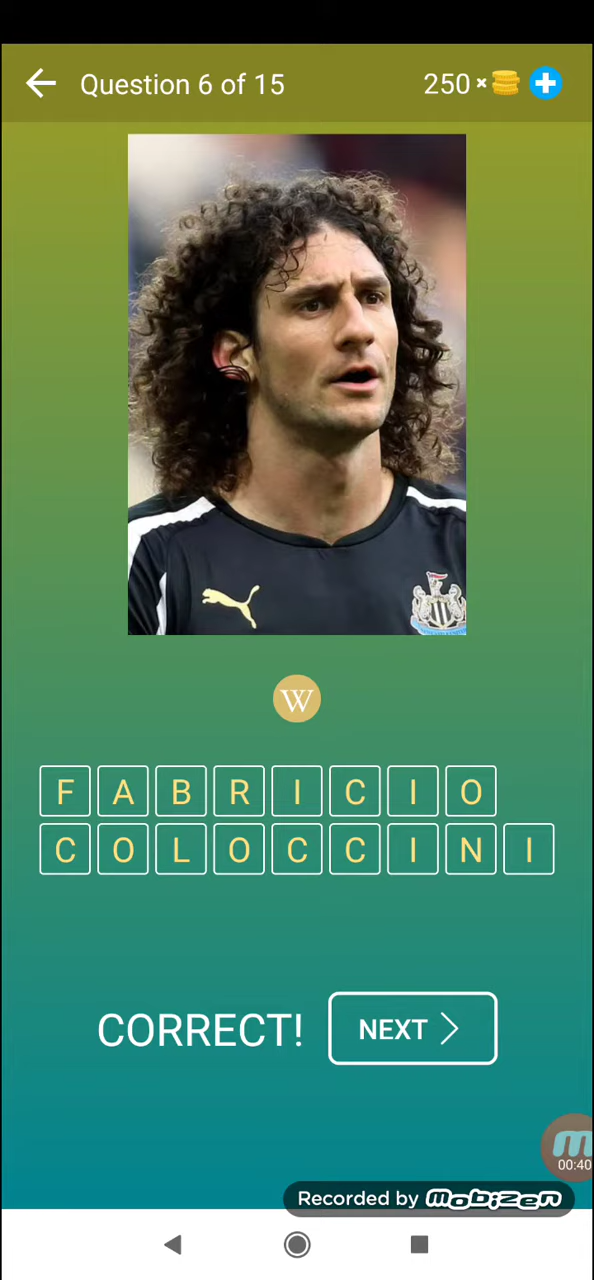 Question 6 of 15
250 ×
W
FABRICIO
COLOCCINI
CORRECT!
NEXT
m
00:40
Recorded by mobizen